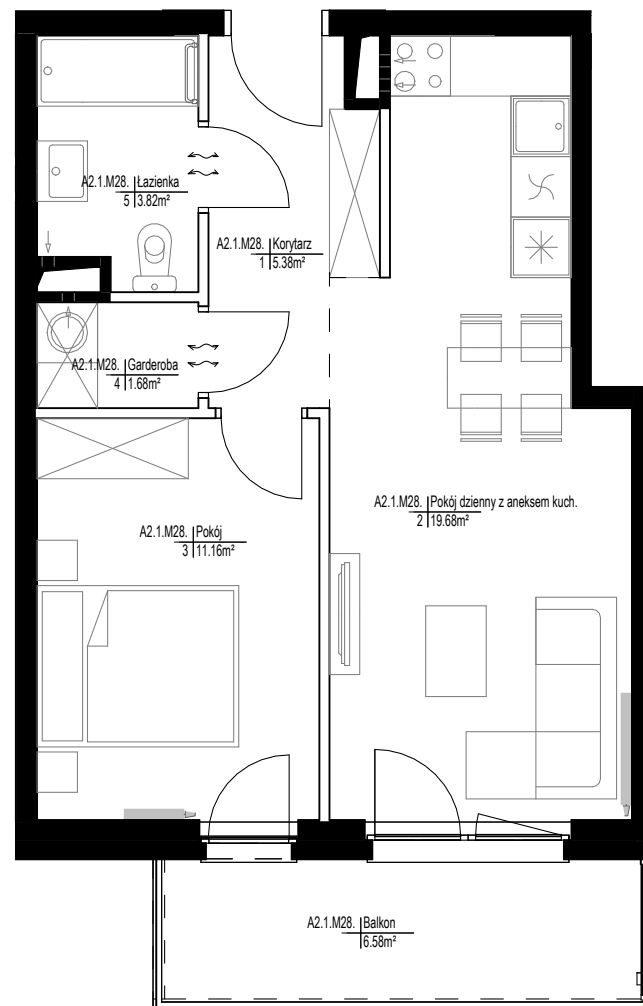 A2.1.M28. Łazienka
5 3.82m²
A2.1.M28. Korytarz
1 5.38m²
A2.1.M28. Garderoba
4 1.68m²
A2.1.M28. Pokój dzienny z aneksem kuch.
2 19.68m²
A2.1.M28. Pokój
3 11.16m²
A2.1.M28. Balkon
6.58m²